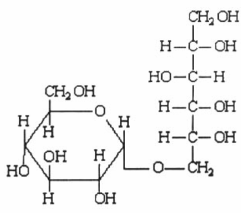 CH₂OH
H OH
CH₂OH HO H
H O H H OH
H H OH
HO OH H O CH₂
H OH